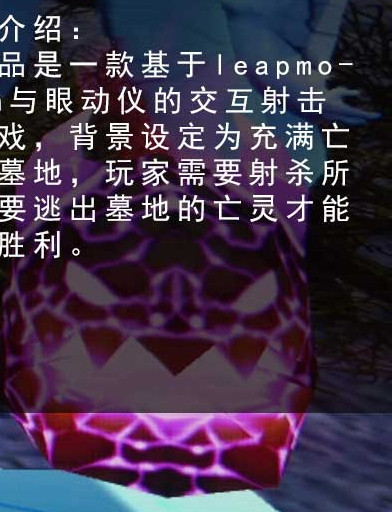 介绍：
品是一款基于leapmo-
与眼动仪的交互射击
戏，背景设定为充满亡
墓地，玩家需要射杀所
要逃出墓地的亡灵才能
胜利。